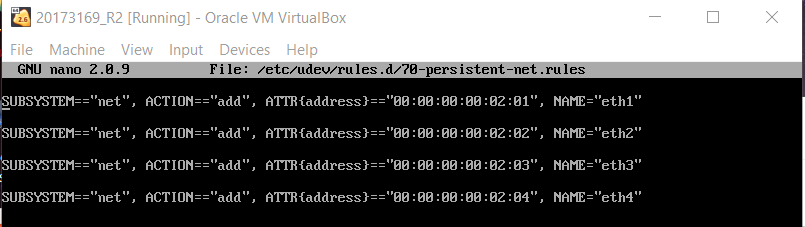 20173169_R2 [Running] - Oracle VM VirtualBox
File Machine View Input Devices Help
GNU nano 2.0.9 File: /etc/udev/rules.d/70-persistent-net.rules
SUBSYSTEM=="net", ACTION=="add", ATTR{address}=="00:00:00:00:02:01", NAME="eth1"
SUBSYSTEM=="net", ACTION=="add", ATTR{address}=="00:00:00:00:02:02", NAME="eth2"
SUBSYSTEM=="net", ACTION=="add", ATTR{address}=="00:00:00:00:02:03", NAME="eth3"
SUBSYSTEM=="net", ACTION=="add", ATTR{address}=="00:00:00:00:02:04", NAME="eth4"